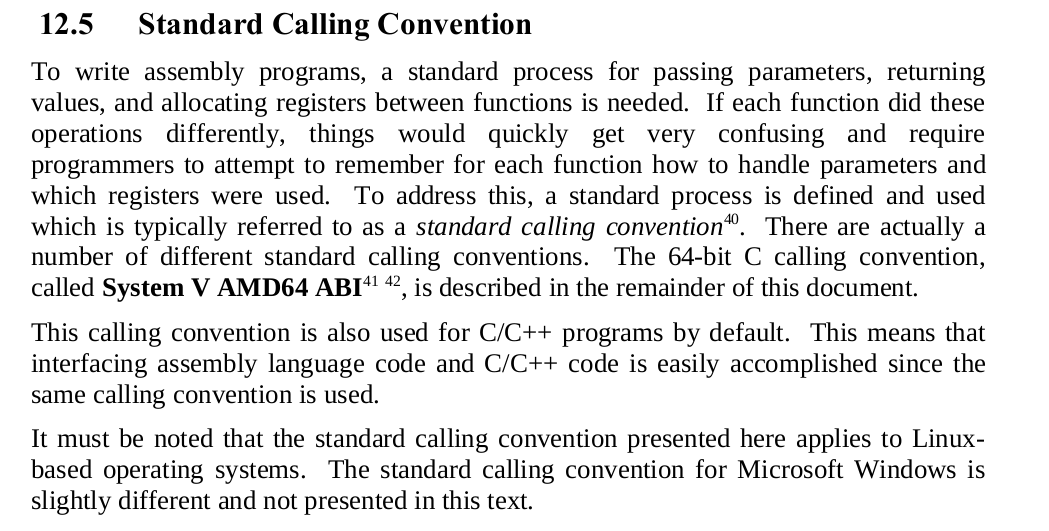 12.5 Standard Calling Convention
To write assembly programs, a standard process for passing parameters, returning
values, and allocating registers between functions is needed. If each function did these
operations differently, things would quickly get very confusing and require
programmers to attempt to remember for each function how to handle parameters and
which registers were used. To address this, a standard process is defined and used
which is typically referred to as a standard calling convention40. There are actually a
number of different standard calling conventions. The 64-bit C calling convention,
called System V AMD64 ABI41 42, is described in the remainder of this document.
This calling convention is also used for C/C++ programs by default. This means that
interfacing assembly language code and C/C++ code is easily accomplished since the
same calling convention is used.
It must be noted that the standard calling convention presented here applies to Linux-
based operating systems. The standard calling convention for Microsoft Windows is
slightly different and not presented in this text.